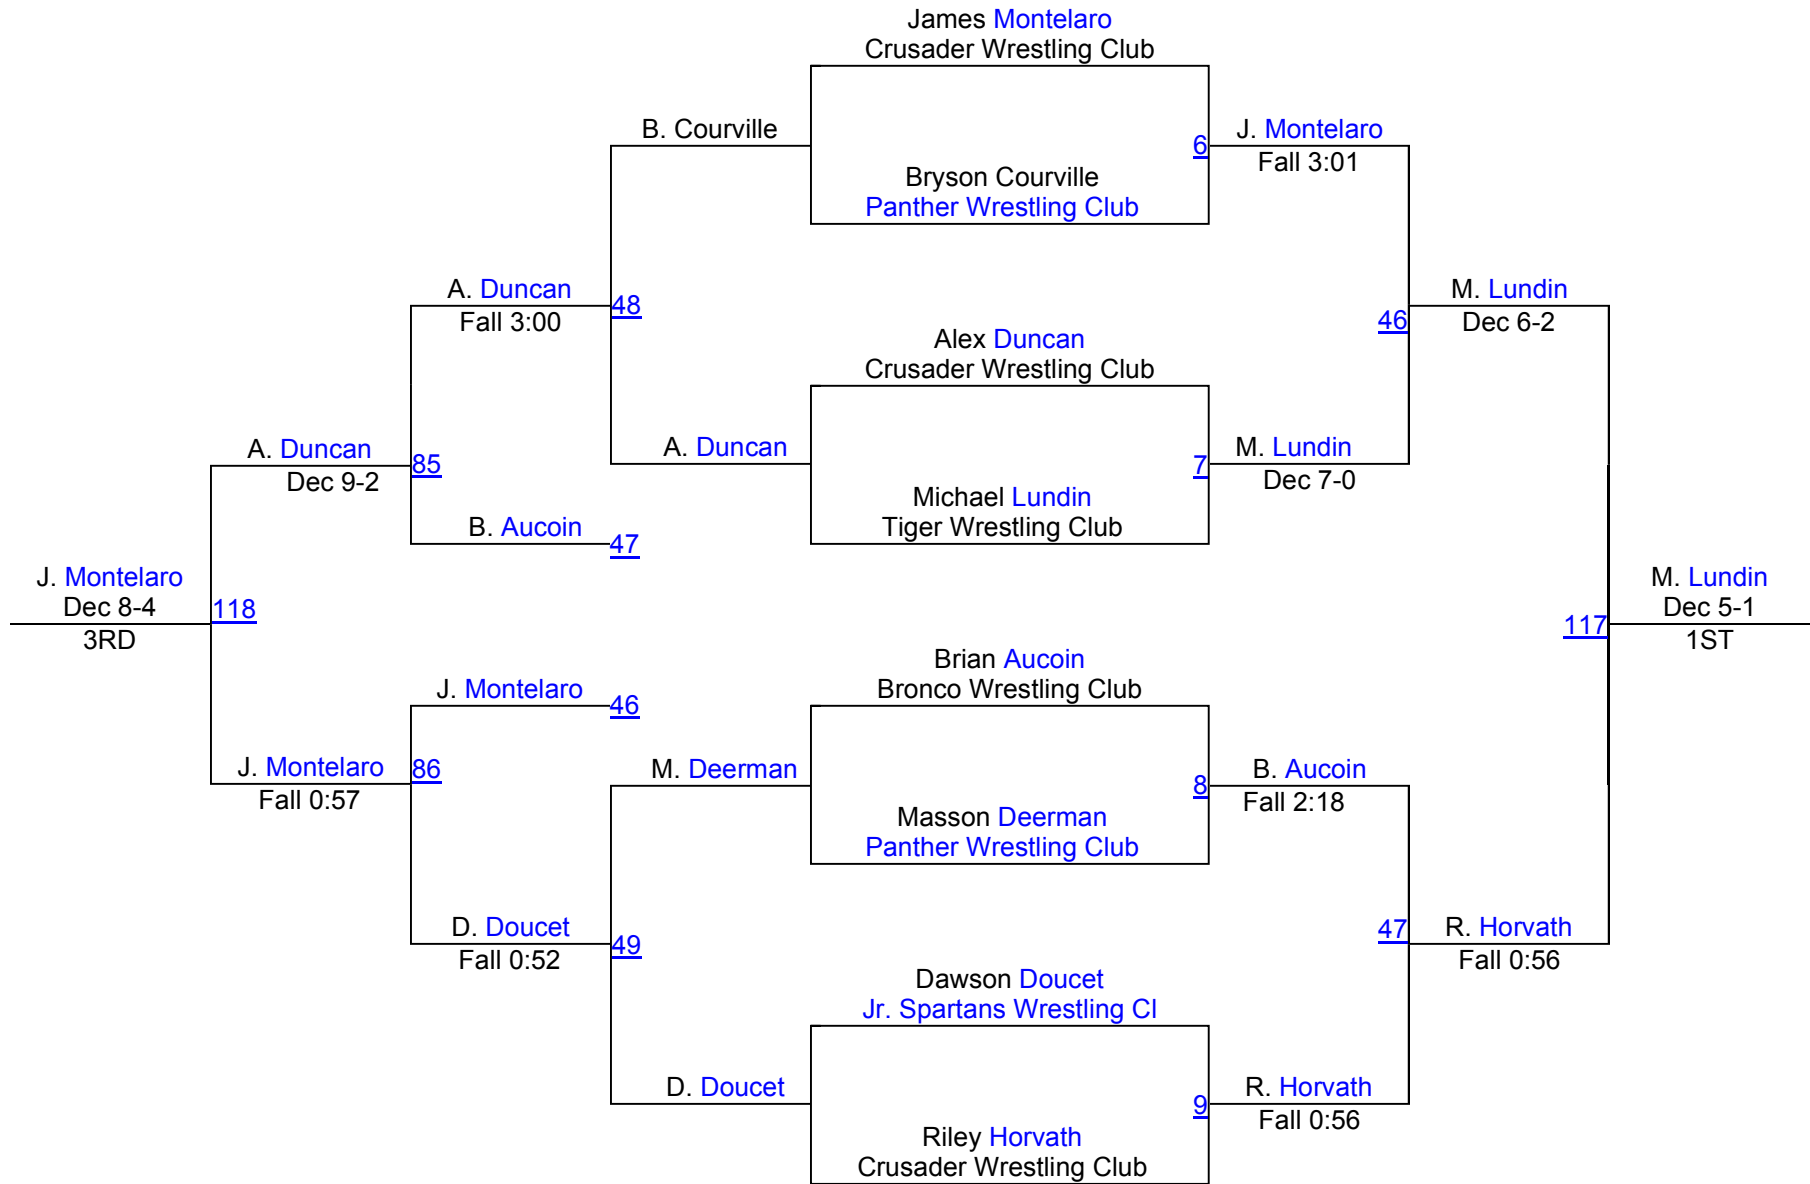 James Montelaro
Crusader Wrestling Club
B. Courville
6
J. Montelaro
Fall 3:01
Bryson Courville
Panther Wrestling Club
A. Duncan
Fall 3:00
48
M. Lundin
Dec 6-2
46
Alex Duncan
Crusader Wrestling Club
A. Duncan
Dec 9-2
85
A. Duncan
7
M. Lundin
Dec 7-0
Michael Lundin
Tiger Wrestling Club
B. Aucoin
47
J. Montelaro
Dec 8-4
3RD
118
117
M. Lundin
Dec 5-1
1ST
Brian Aucoin
Bronco Wrestling Club
J. Montelaro
46
J. Montelaro
Fall 0:57
86
M. Deerman
8
B. Aucoin
Fall 2:18
Masson Deerman
Panther Wrestling Club
D. Doucet
Fall 0:52
49
47
R. Horvath
Fall 0:56
Dawson Doucet
Jr. Spartans Wrestling Cl
D. Doucet
9
R. Horvath
Fall 0:56
Riley Horvath
Crusader Wrestling Club